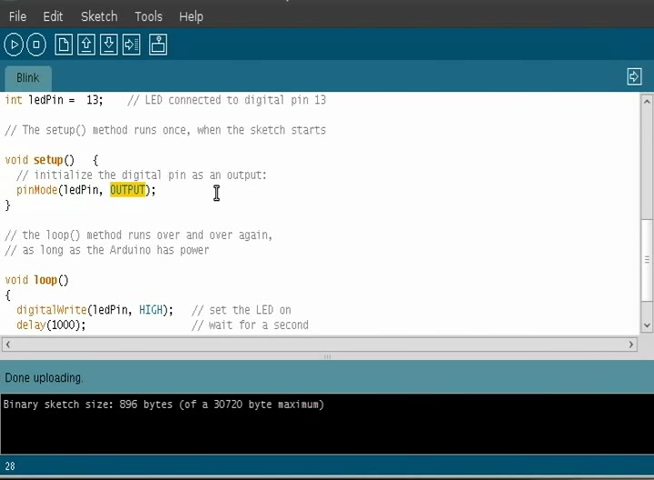 File Edit Sketch Tools Help
Blink
int ledPin = 13; // LED connected to digital pin 13
// The setup() method runs once, when the sketch starts
void setup() {
// initialize the digital pin as an output:
pinMode(ledPin, OUTPUT);
}
// the loop() method runs over and over again,
// as long as the Arduino has power
void loop()
{
digitalWrite(ledPin, HIGH); // set the LED on
delay(1000); // wait for a second
Done uploading.
Binary sketch size: 896 bytes (of a 30720 byte maximum)
28